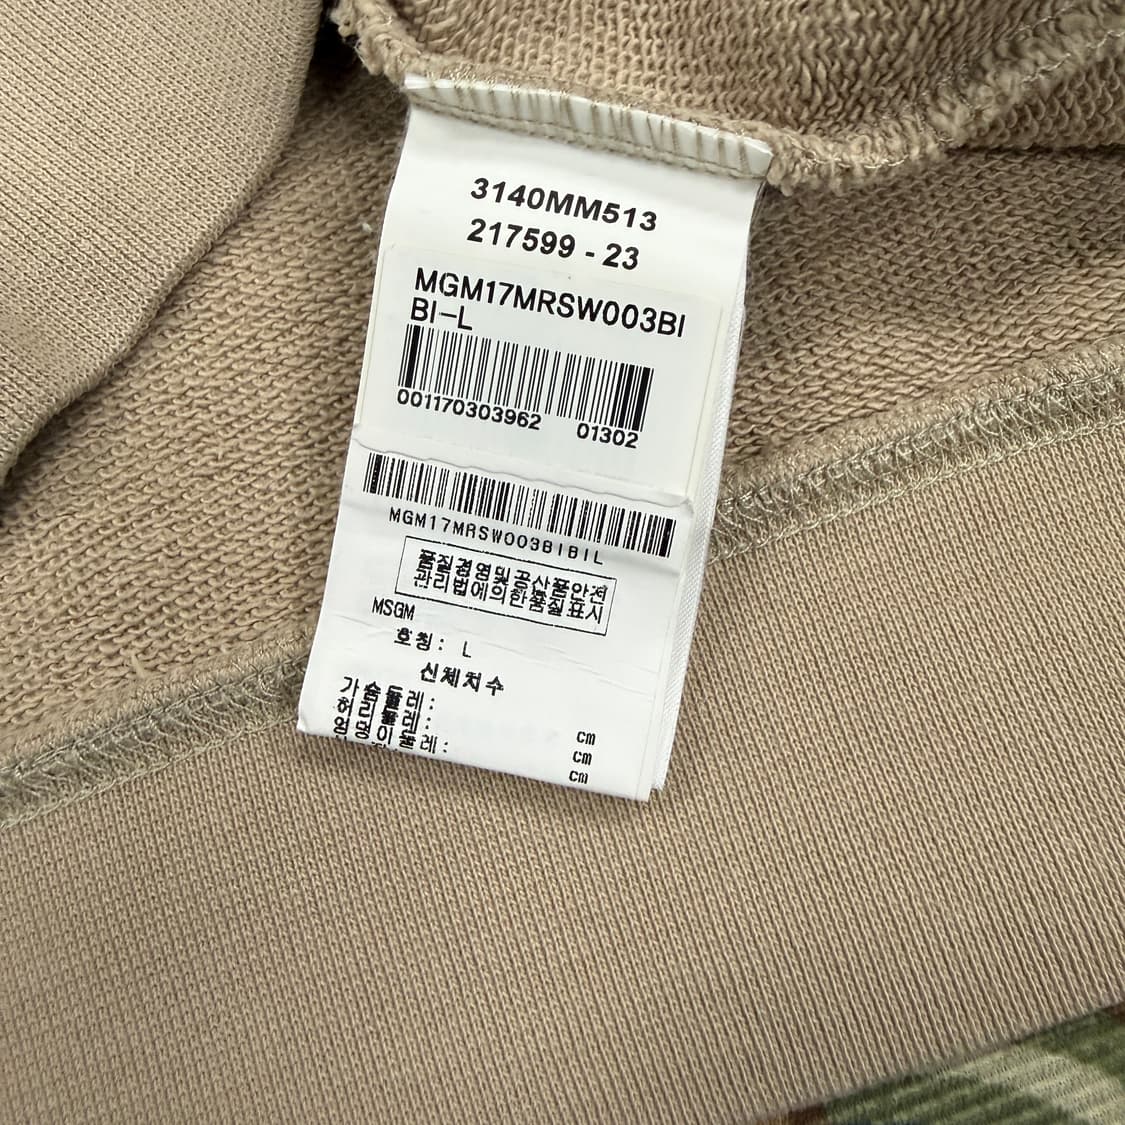 3140MM513
217599 - 23
MGM17MRSW003BI
BI-L
001170303962 01302
MGM17MRSW003BIBIL
품질경영및공산품안전
관리법에의한품질표시
MSGM
호칭: L
신체치수
가슴둘레:
허리둘레: cm
엉덩이둘레: cm
cm